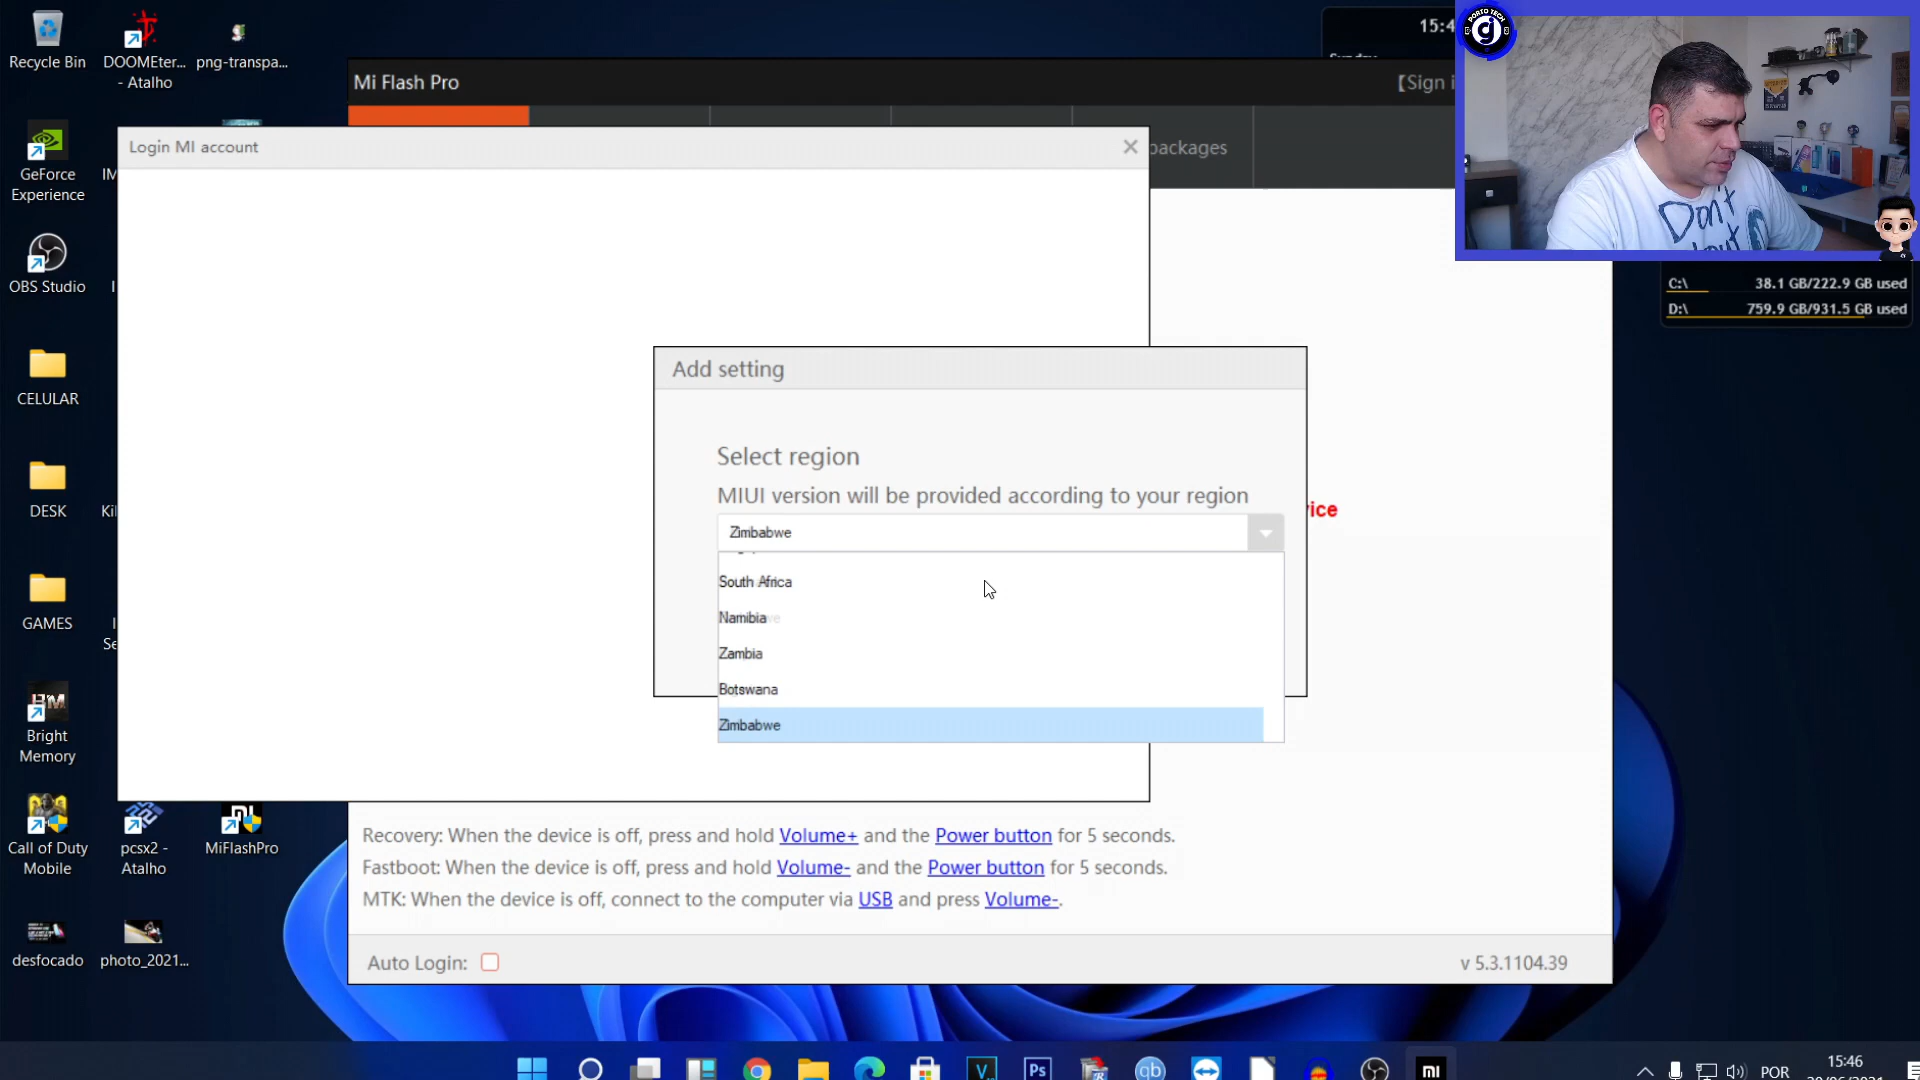 Recycle Bin
DOOMEter...
- Atalho
png-transpa...
GeForce
Experience
OBS Studio
CELULAR
DESK
GAMES
Bright
Memory
Call of Duty
Mobile
pcsx2 -
Atalho
MiFlashPro
desfocado
photo_2021...
Mi Flash Pro
Login MI account
packages
Add setting
Select region
MIUI version will be provided according to your region
Zimbabwe
South Africa
Namibia
Zambia
Botswana
Zimbabwe
Recovery: When the device is off, press and hold Volume+ and the Power button for 5 seconds.
Fastboot: When the device is off, press and hold Volume- and the Power button for 5 seconds.
MTK: When the device is off, connect to the computer via USB and press Volume-.
Auto Login:
v 5.3.1104.39
PORTO TECH
Don't
C:\ 38.1 GB/222.9 GB used
D:\ 759.9 GB/931.5 GB used
POR
15:46